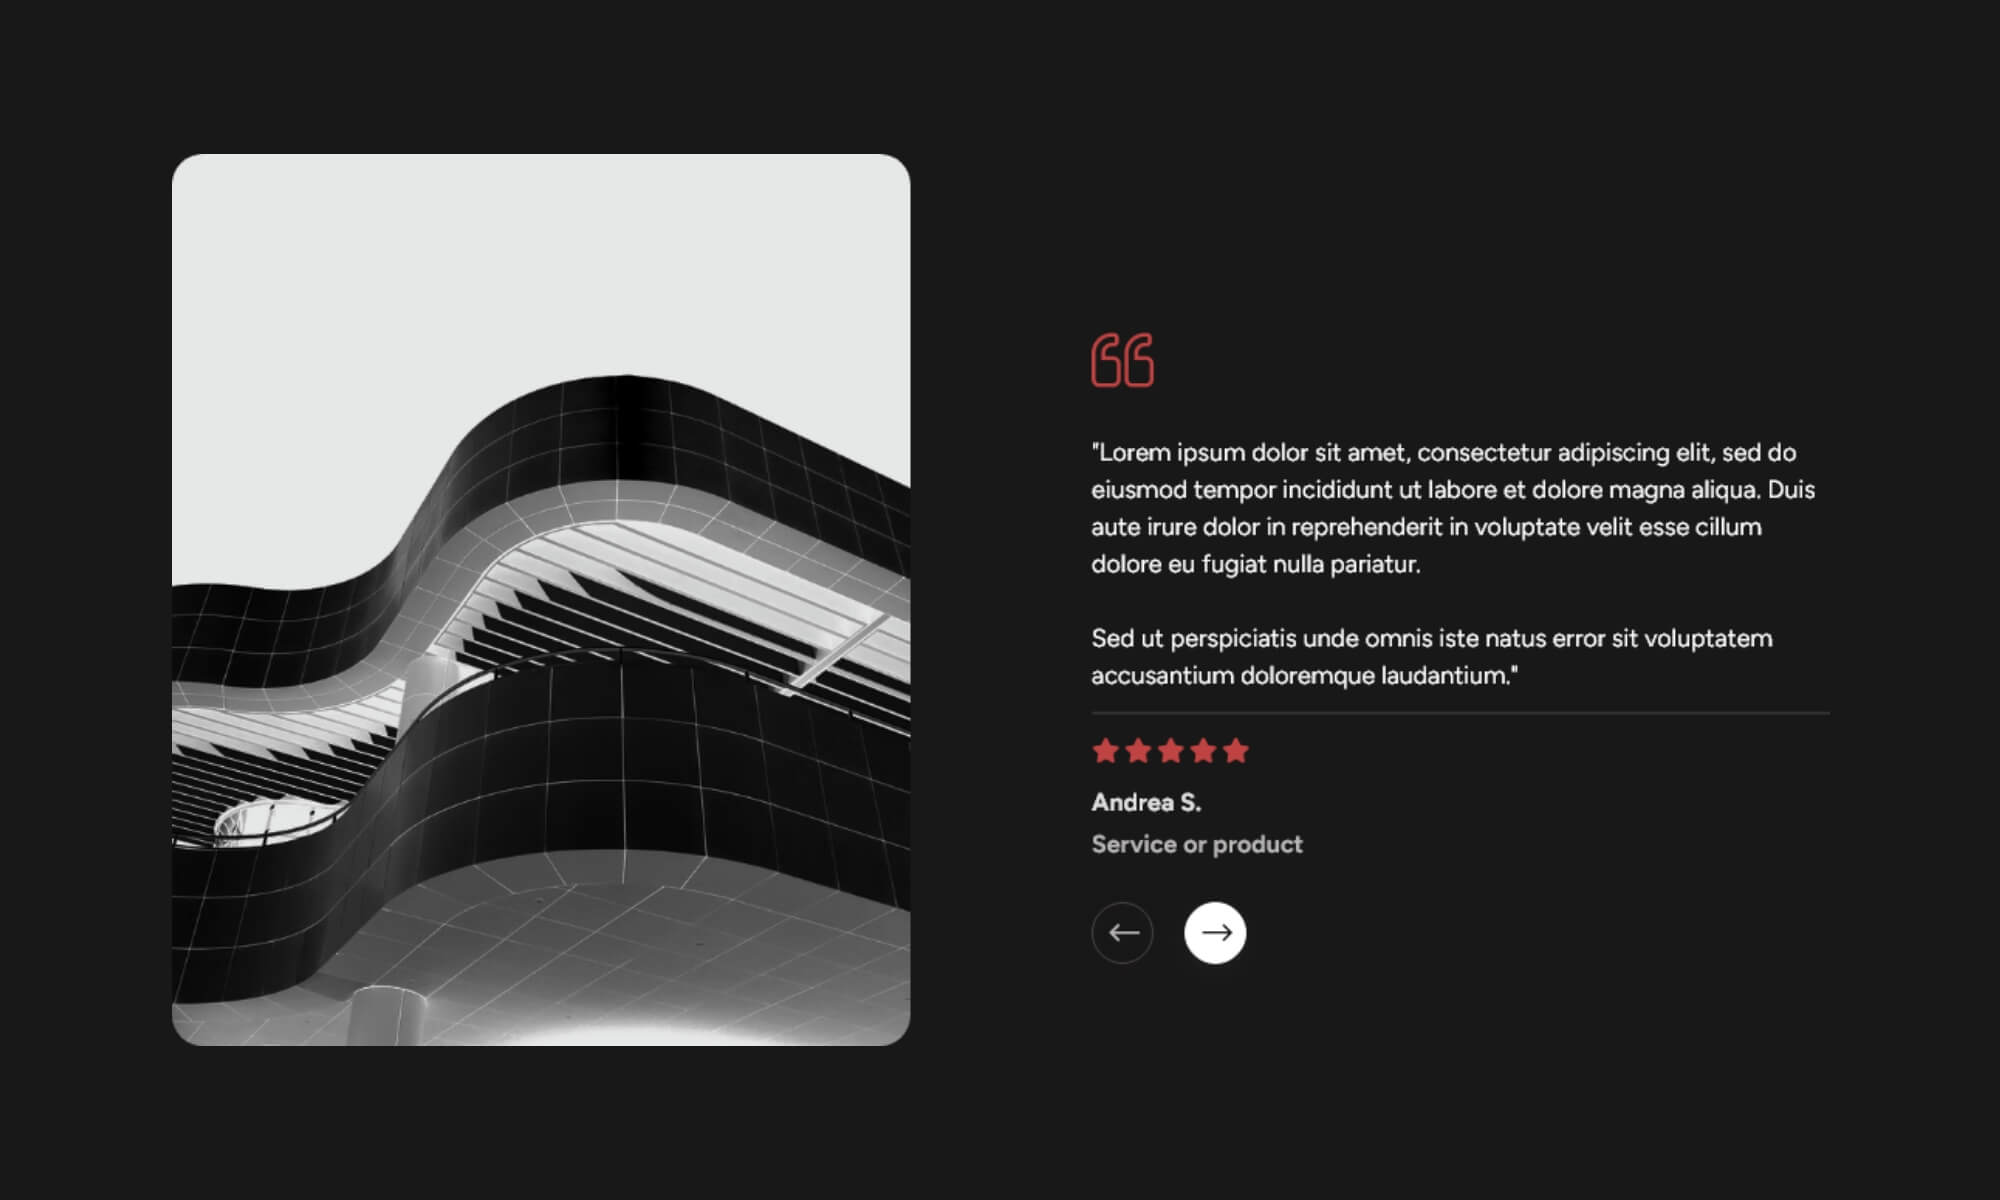 "Lorem ipsum dolor sit amet, consectetur adipiscing elit, sed do
eiusmod tempor incididunt ut labore et dolore magna aliqua. Duis
aute irure dolor in reprehenderit in voluptate velit esse cillum
dolore eu fugiat nulla pariatur.
Sed ut perspiciatis unde omnis iste natus error sit voluptatem
accusantium doloremque laudantium."
Andrea S.
Service or product